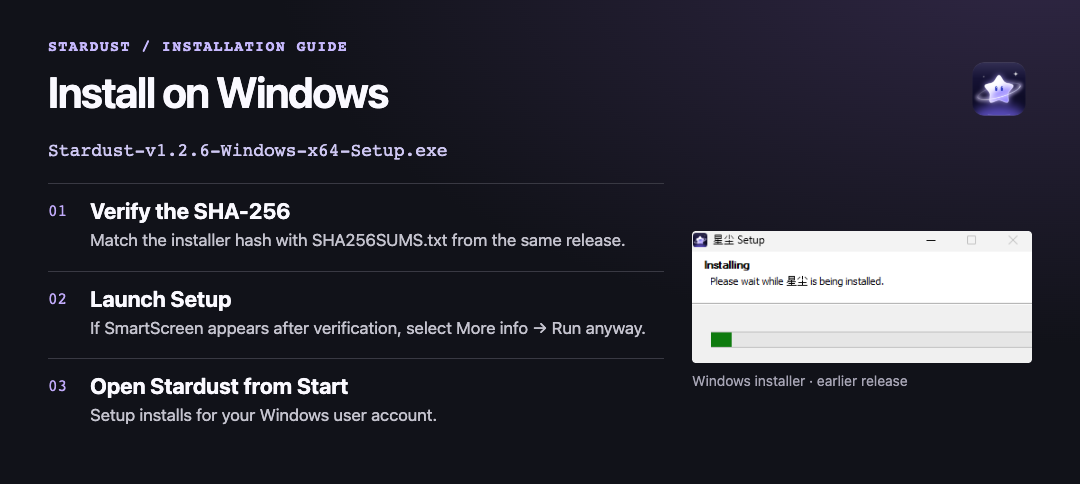 STARDUST / INSTALLATION GUIDE
Install on Windows
Stardust-v1.2.6-Windows-x64-Setup.exe
01
Verify the SHA-256
Match the installer hash with SHA256SUMS.txt from the same release.
02
Launch Setup
If SmartScreen appears after verification, select More info → Run anyway.
03
Open Stardust from Start
Setup installs for your Windows user account.
星尘 Setup
Installing
Please wait while 星尘 is being installed.
Windows installer · earlier release